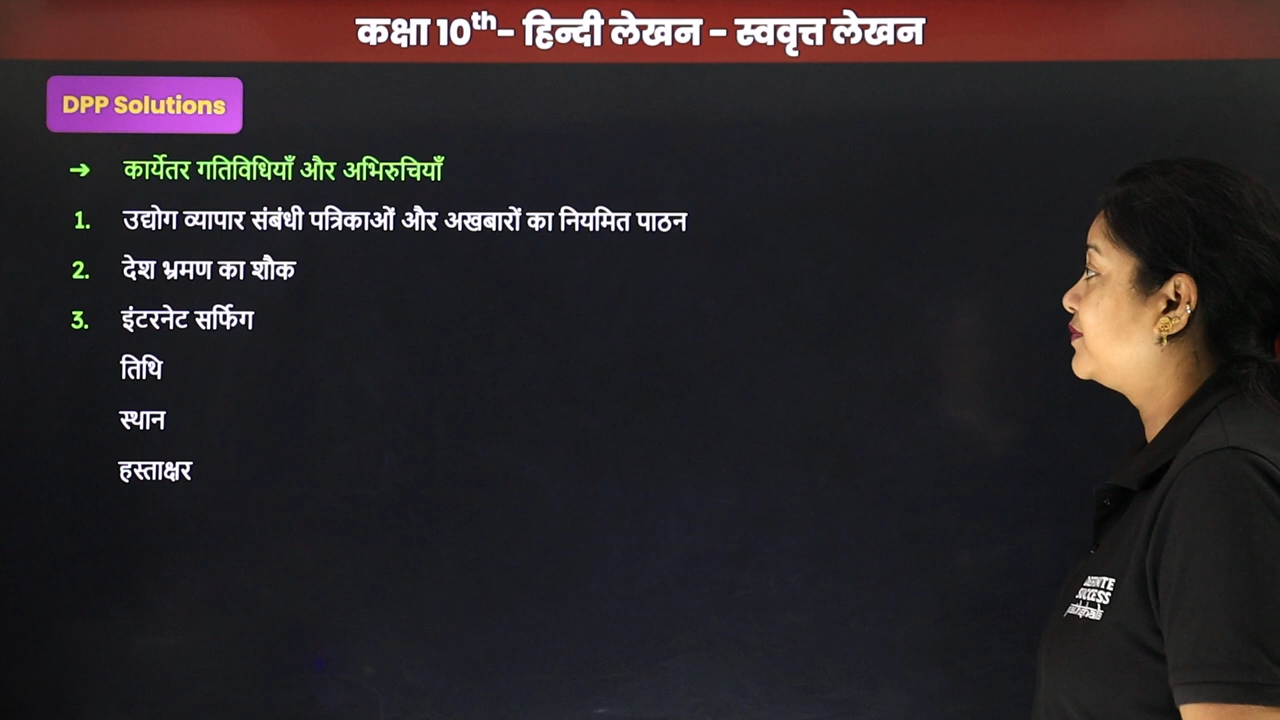 कक्षा 10th- हिन्दी लेखन - स्ववृत्त लेखन
DPP Solutions
→ कार्येतर गतिविधियाँ और अभिरुचियाँ
1. उद्योग व्यापार संबंधी पत्रिकाओं और अखबारों का नियमित पाठन
2. देश भ्रमण का शौक
3. इंटरनेट सर्फिग
तिथि
स्थान
हस्ताक्षर
SUCCESS